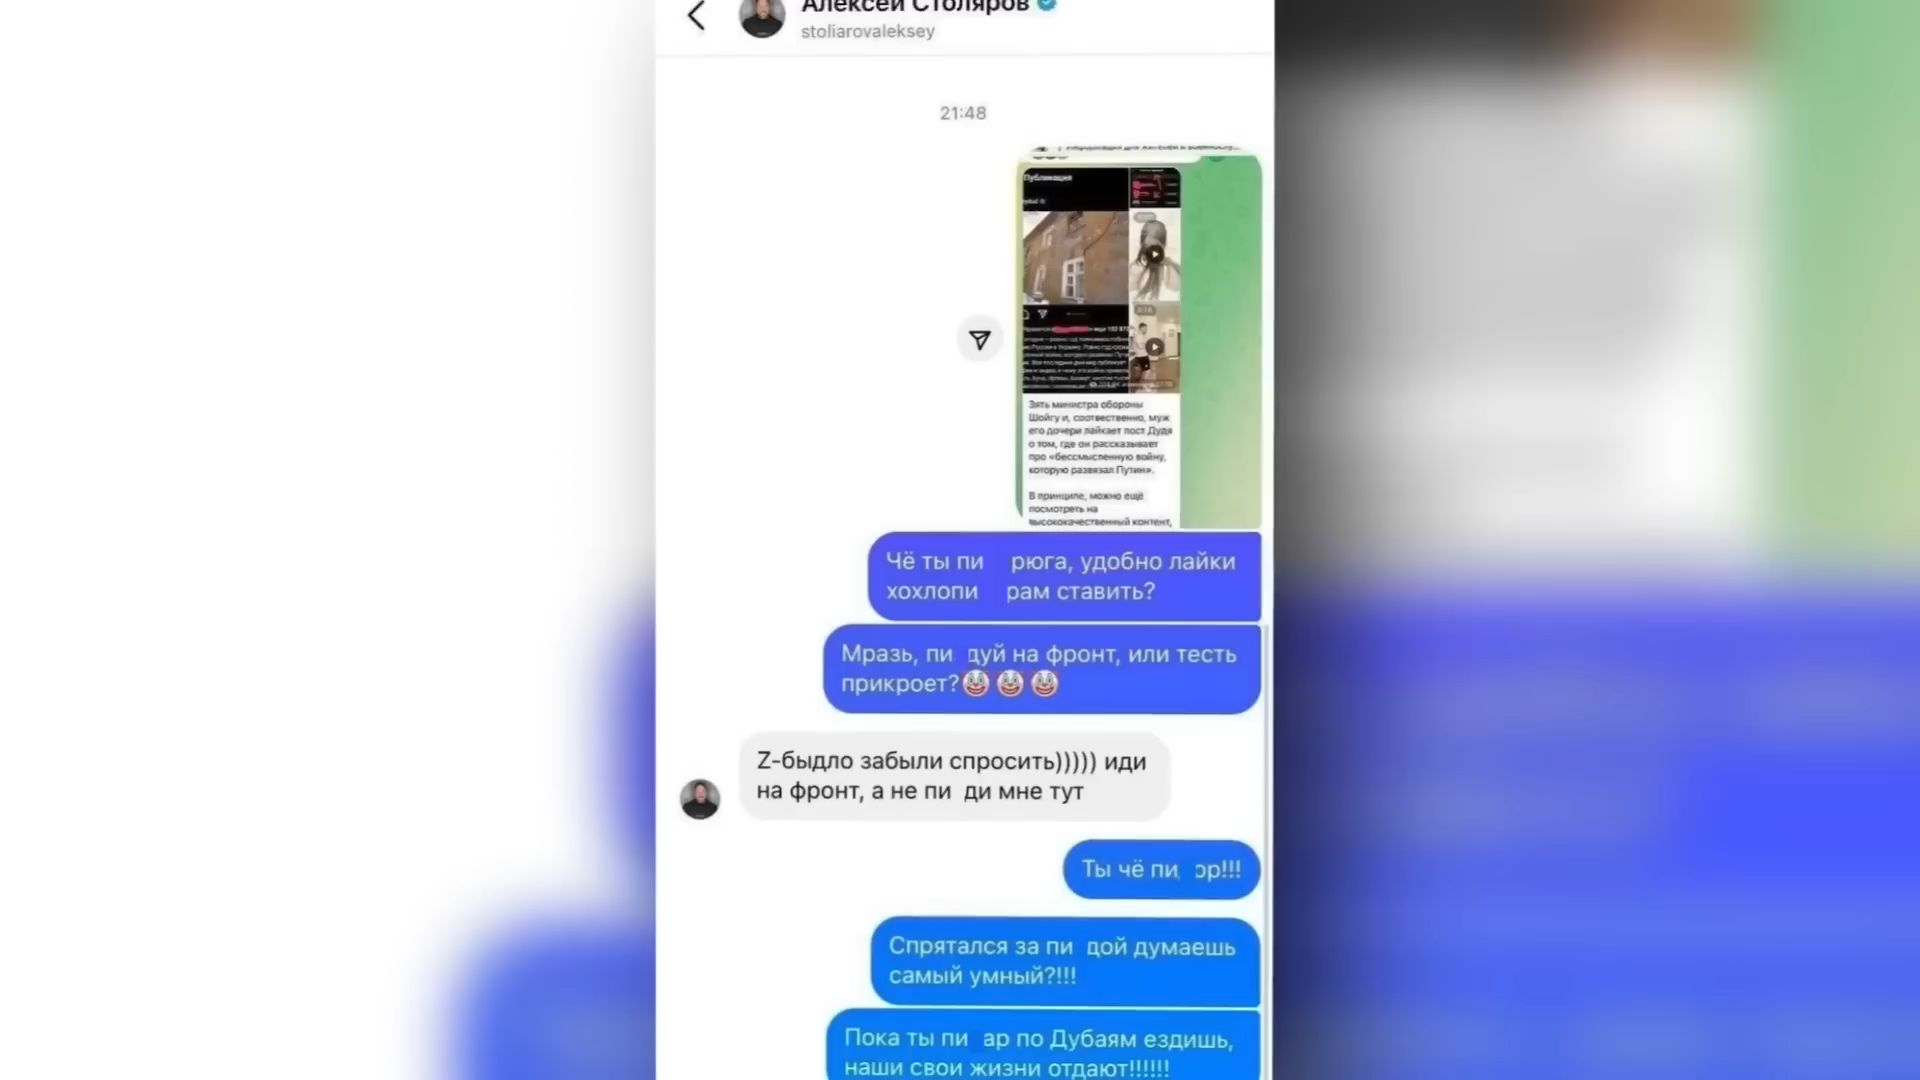 Алексей Столяров
stoliarovaleksey
21:48
Публикация
Зять министра обороны
Шойгу и, соотвественно, муж
его дочери лайкает пост Дудя
о том, где он рассказывает
про «бессмысленную войну,
которую развязал Путин».
В принципе, можно ещё
посмотреть на
высококачественный контент,
Чё ты пи рюга, удобно лайки
хохлопи рам ставить?
Мразь, пи дуй на фронт, или тесть
прикроет?🤡🤡🤡
Z-быдло забыли спросить))))) иди
на фронт, а не пи ди мне тут
Ты чё пи ор!!!
Спрятался за пи дой думаешь
самый умный?!!!
Пока ты пи ар по Дубаям ездишь,
наши свои жизни отдают!!!!!!